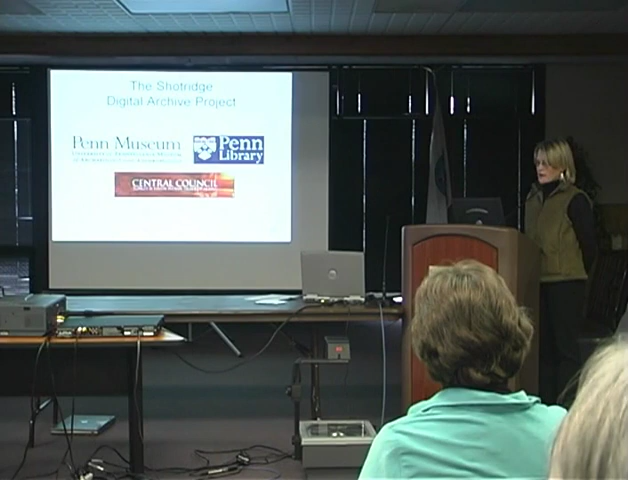 The Shotridge
Digital Archive Project
Penn Museum
Penn
Library
CENTRAL COUNCIL